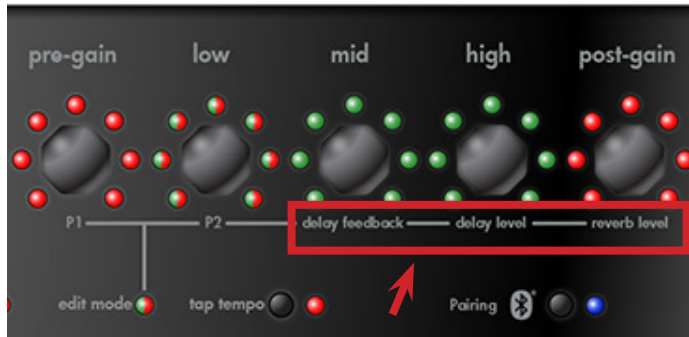 pre-gain low mid high post-gain
P1 P2 delay feedback delay level reverb level
edit mode tap tempo Pairing